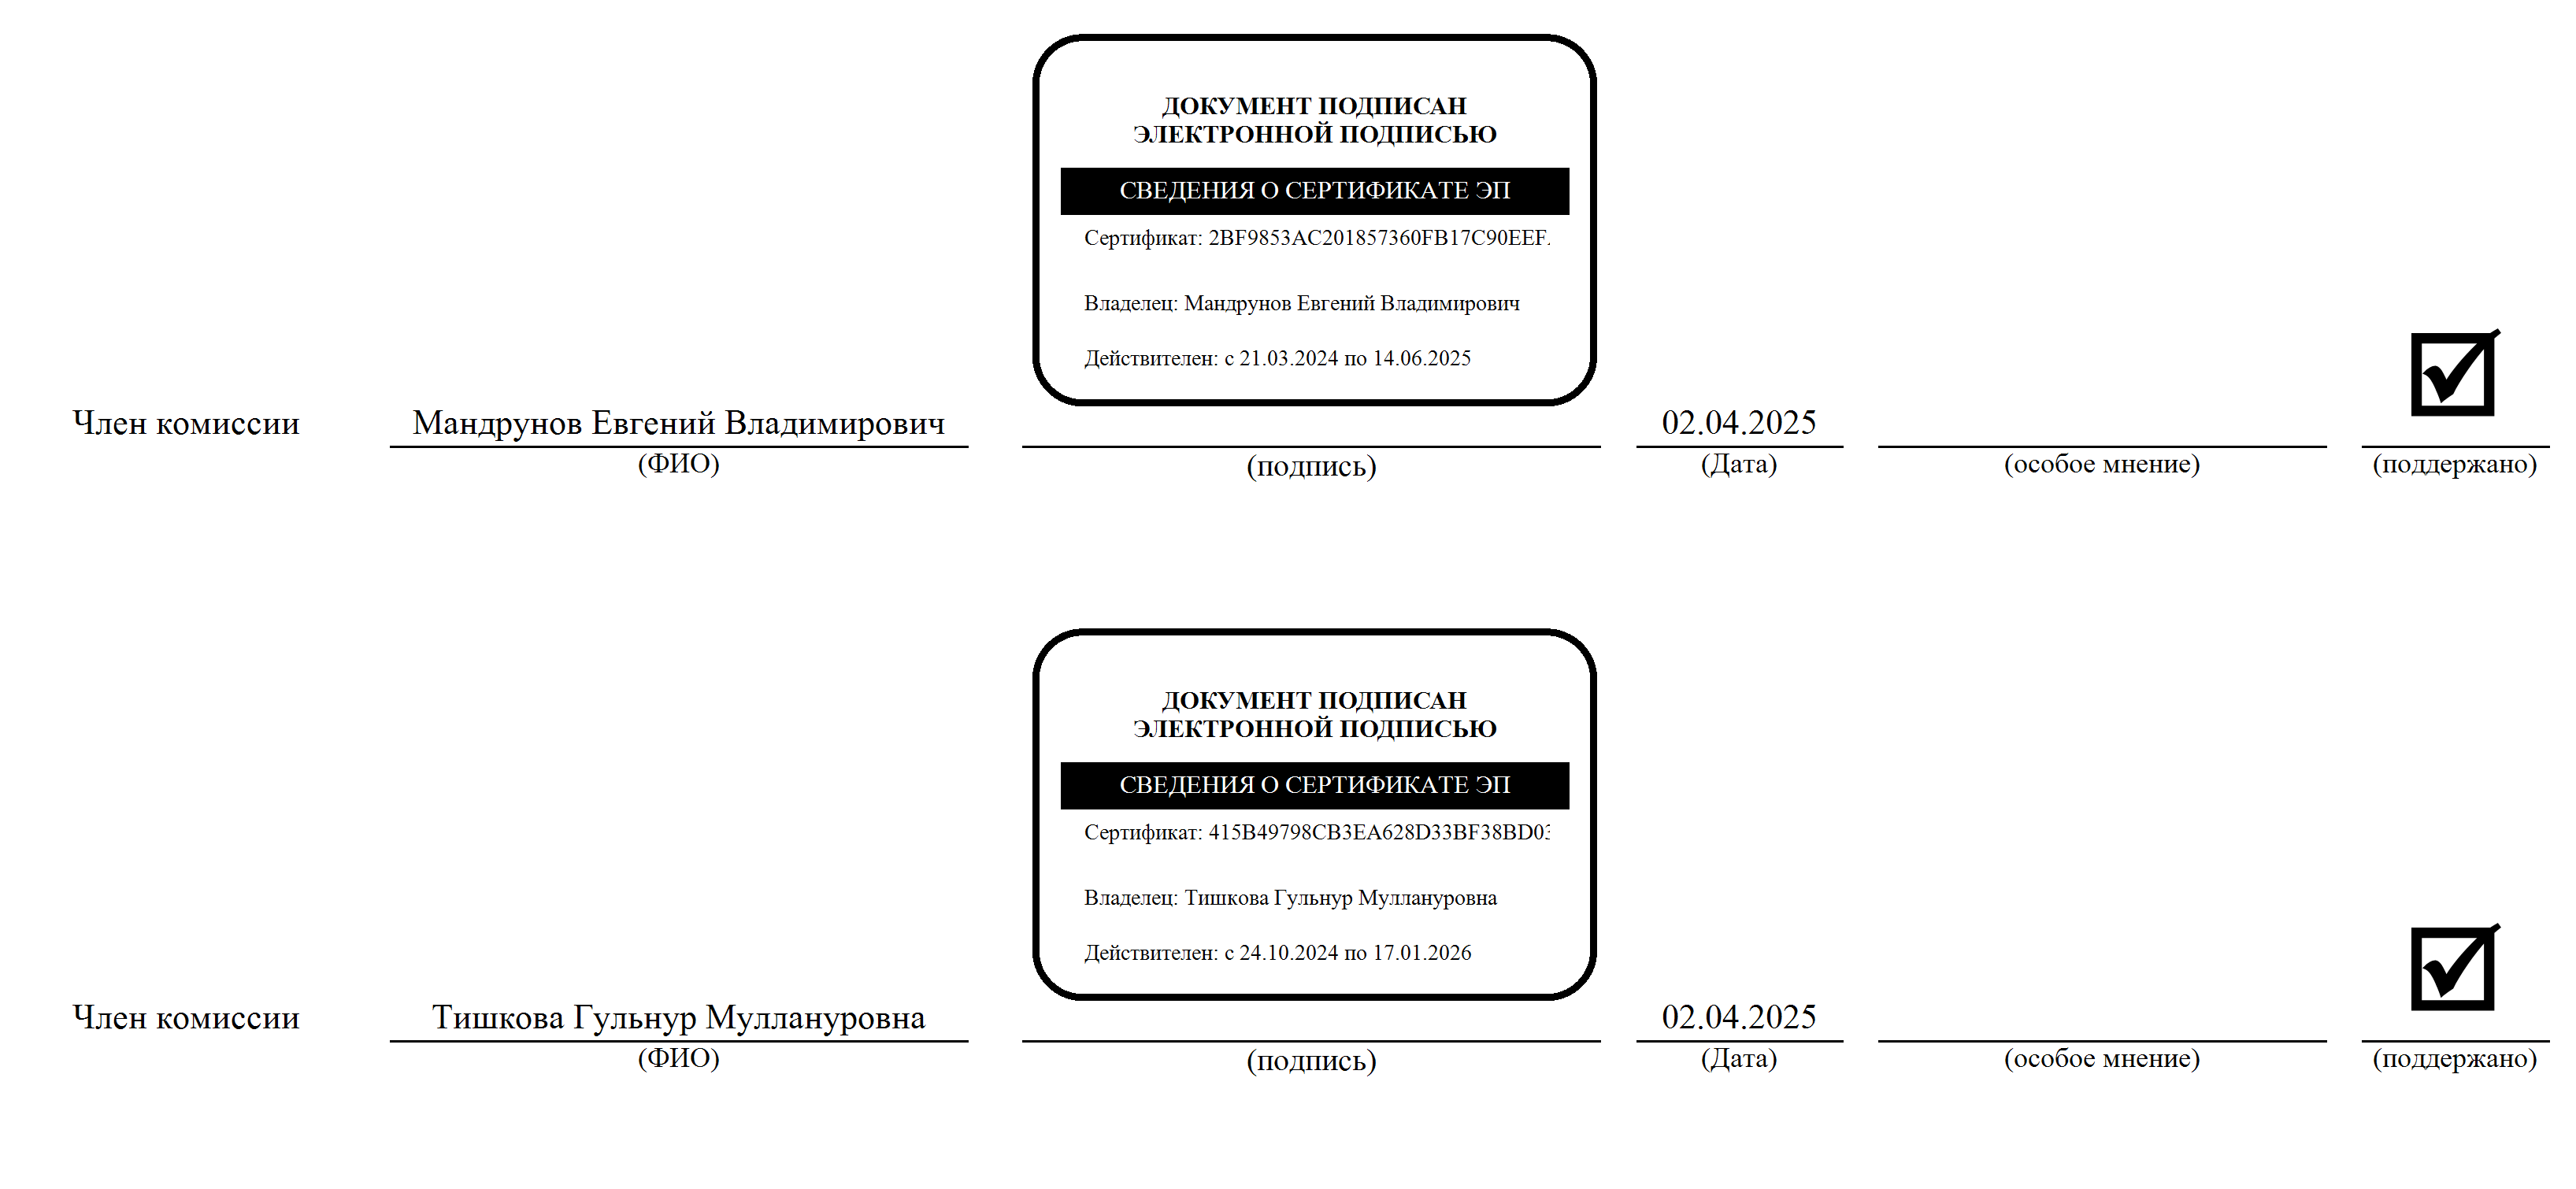 ДОКУМЕНТ ПОДПИСАН
ЭЛЕКТРОННОЙ ПОДПИСЬЮ
СВЕДЕНИЯ О СЕРТИФИКАТЕ ЭП
Сертификат: 2BF9853AC201857360FB17C90EEF
Владелец: Мандрунов Евгений Владимирович
Действителен: с 21.03.2024 по 14.06.2025
Член комиссии Мандрунов Евгений Владимирович 02.04.2025
(ФИО) (подпись) (Дата) (особое мнение) (поддержано)
ДОКУМЕНТ ПОДПИСАН
ЭЛЕКТРОННОЙ ПОДПИСЬЮ
СВЕДЕНИЯ О СЕРТИФИКАТЕ ЭП
Сертификат: 415B49798CB3EA628D33BF38BD03
Владелец: Тишкова Гульнур Муллануровна
Действителен: с 24.10.2024 по 17.01.2026
Член комиссии Тишкова Гульнур Муллануровна 02.04.2025
(ФИО) (подпись) (Дата) (особое мнение) (поддержано)